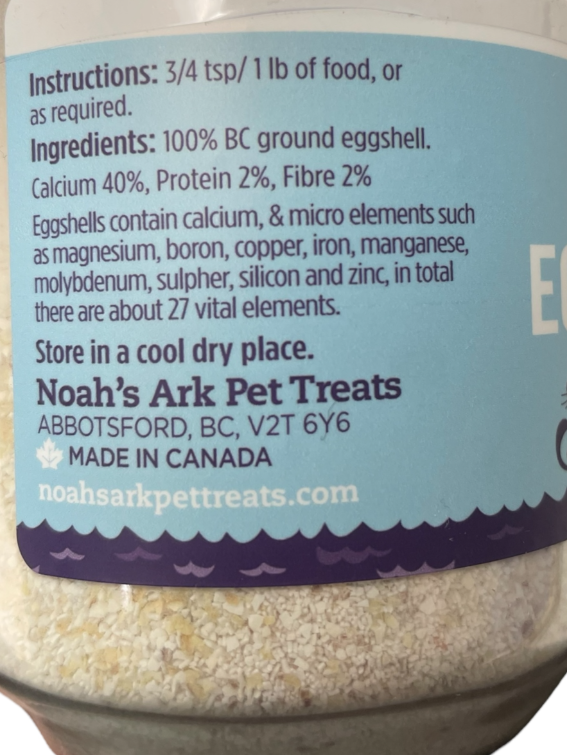 Instructions: 3/4 tsp/ 1 lb of food, or
as required.
Ingredients: 100% BC ground eggshell.
Calcium 40%, Protein 2%, Fibre 2%
Eggshells contain calcium, & micro elements such
as magnesium, boron, copper, iron, manganese,
molybdenum, sulpher, silicon and zinc, in total
there are about 27 vital elements.
Store in a cool dry place.
Noah's Ark Pet Treats
ABBOTSFORD, BC, V2T 6Y6
MADE IN CANADA
noahsarkpettreats.com